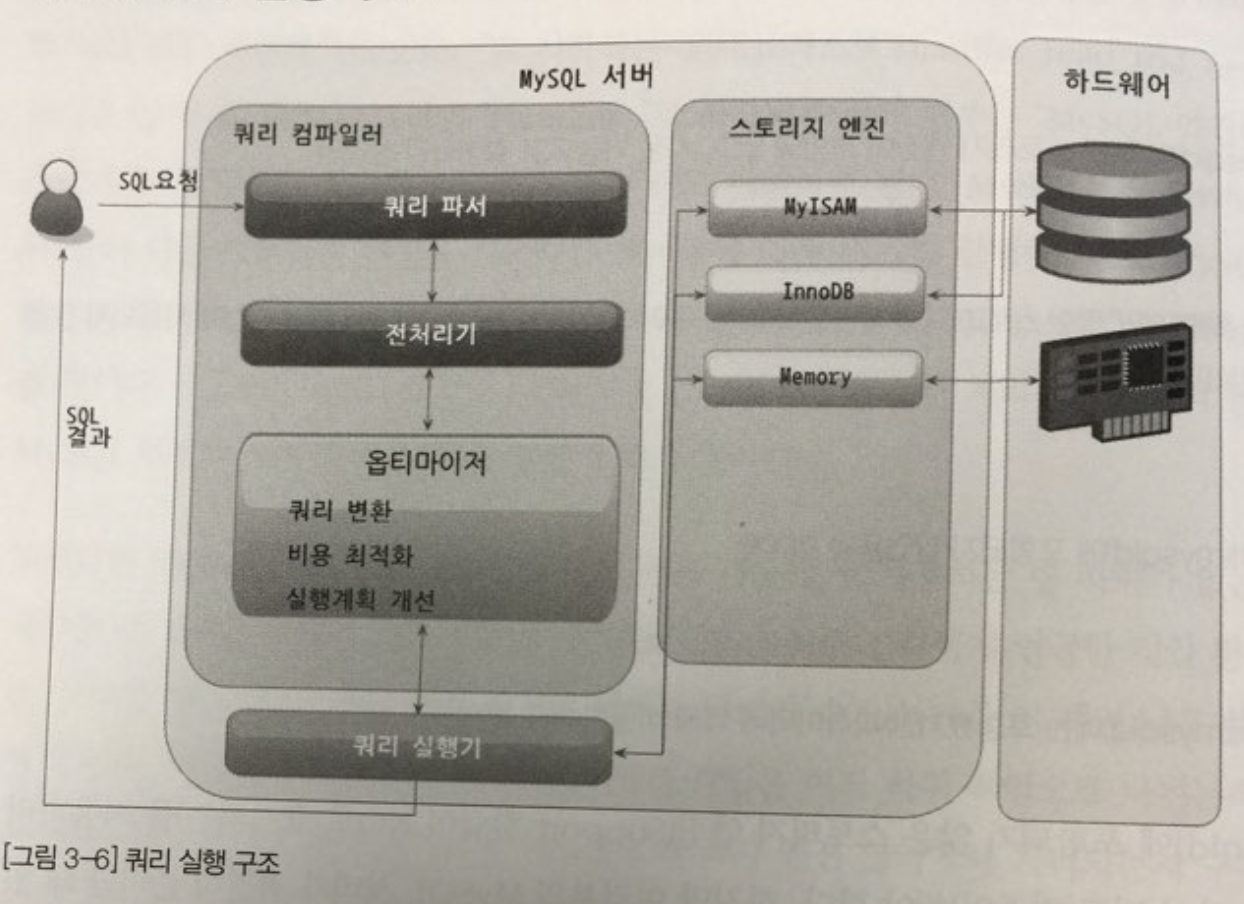 MySQL 서버
하드웨어
쿼리 컴파일러
스토리지 엔진
SQL요청
쿼리 파서
MyISAM
InnoDB
전처리기
Memory
SQL
결과
옵티마이저
쿼리 변환
비용 최적화
실행계획 개선
쿼리 실행기
[그림 3-6] 쿼리 실행 구조